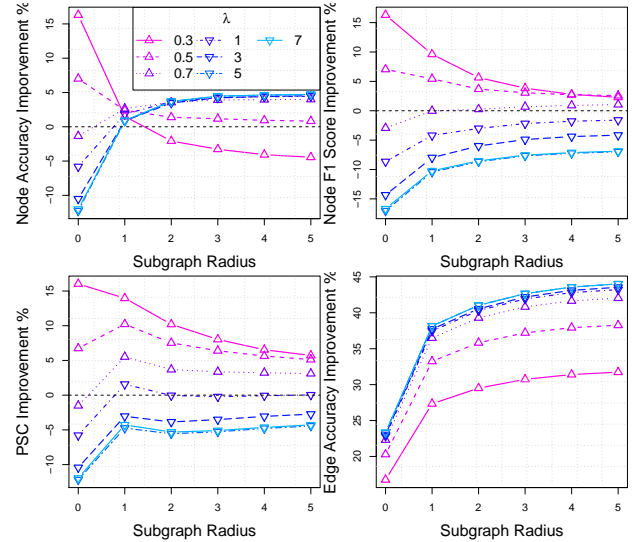 Node Accuracy Imporvement %
15
10
5
0
−5
−10
λ
0.3 1 7
0.5 3
0.7 5
0 1 2 3 4 5
Subgraph Radius
Node F1 Score Imporvement %
15
10
5
0
−5
−10
−15
0 1 2 3 4 5
Subgraph Radius
PSC Improvement %
15
10
5
0
−5
−10
0 1 2 3 4 5
Subgraph Radius
Edge Accuracy Improvement %
45
40
35
30
25
20
0 1 2 3 4 5
Subgraph Radius